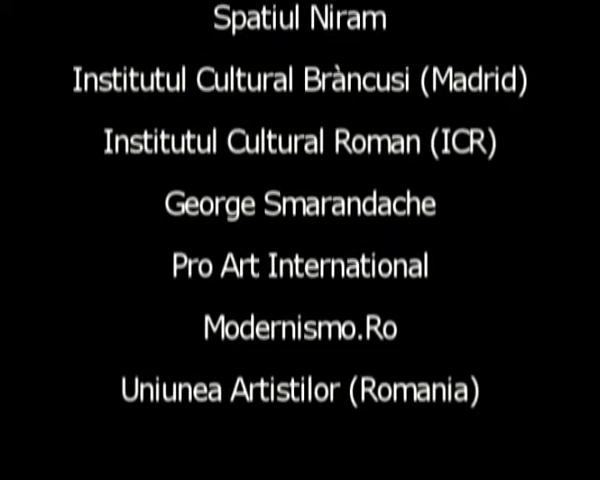 Spatiul Niram
Institutul Cultural Bràncusi (Madrid)
Institutul Cultural Roman (ICR)
George Smarandache
Pro Art International
Modernismo.Ro
Uniunea Artistilor (Romania)